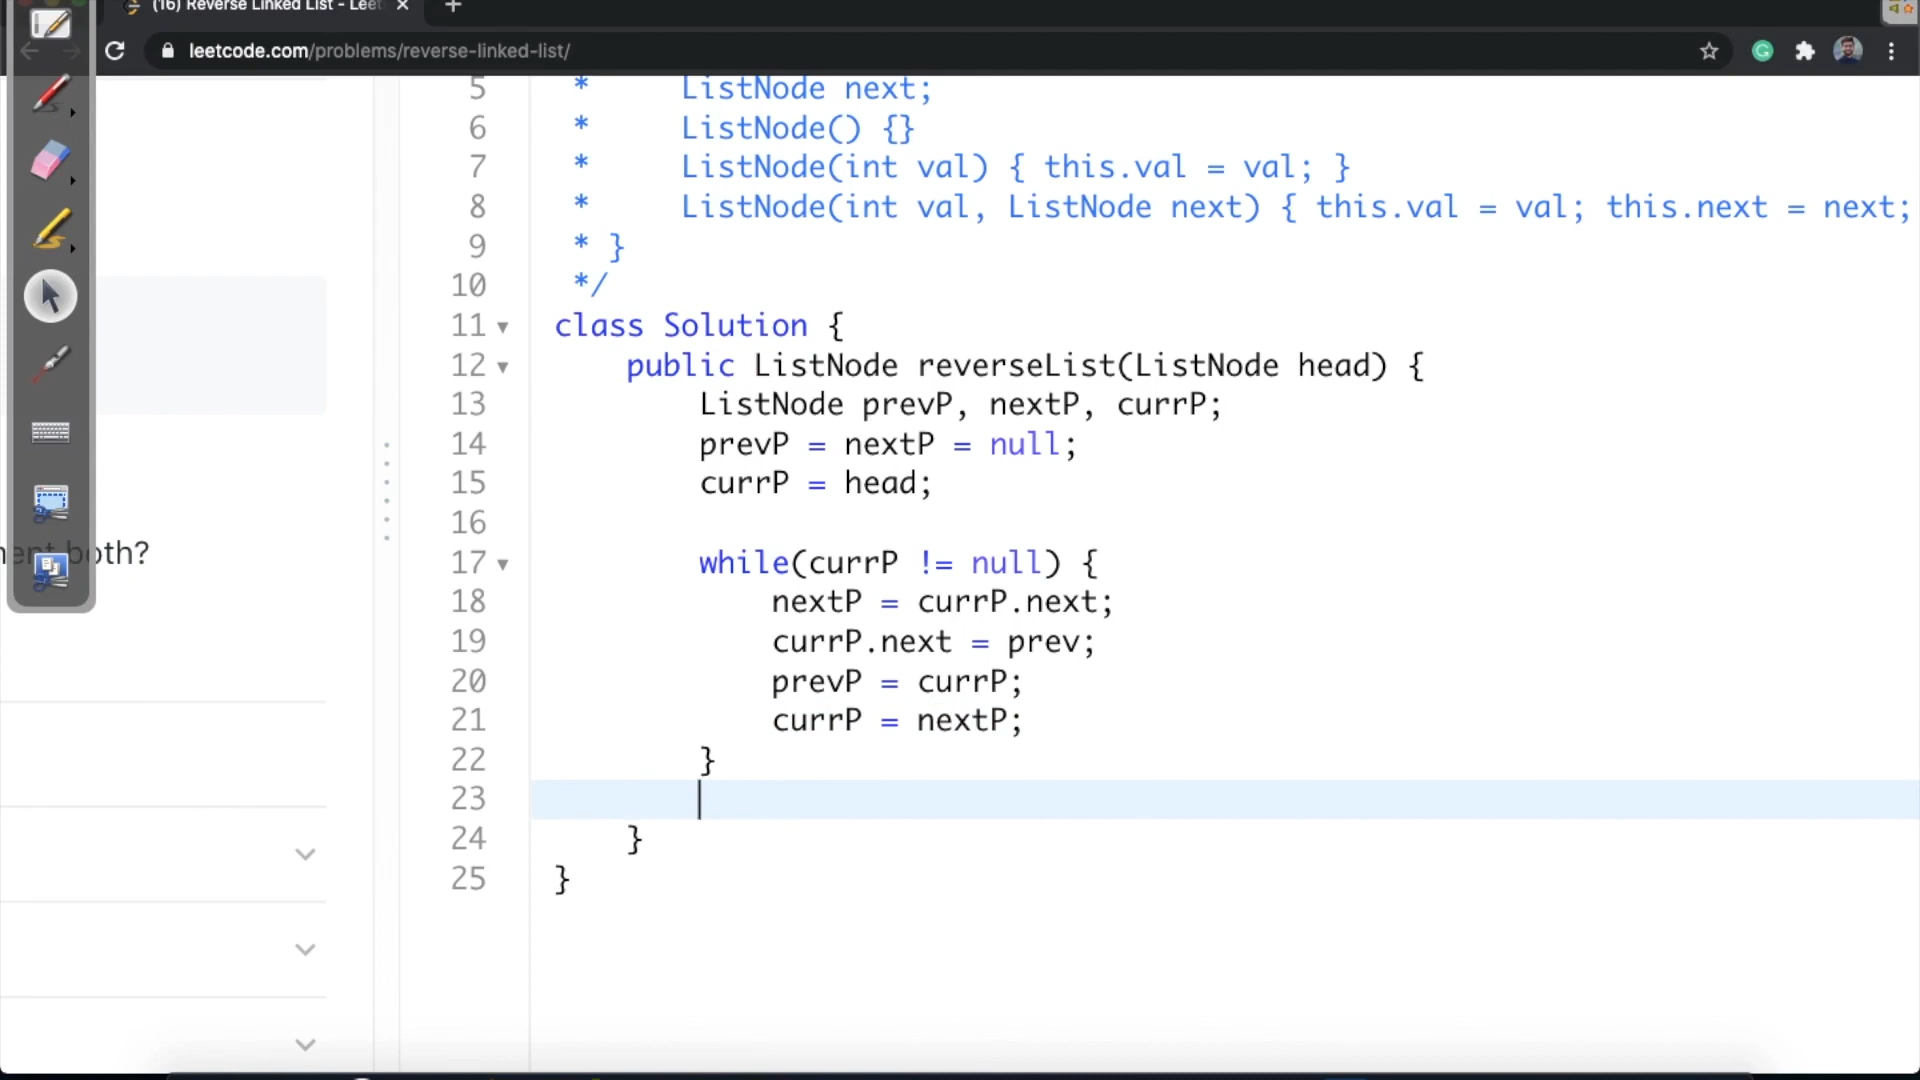 (16) Reverse Linked List - Leet
leetcode.com/problems/reverse-linked-list/
5 * ListNode next;
6 * ListNode() {}
7 * ListNode(int val) { this.val = val; }
8 * ListNode(int val, ListNode next) { this.val = val; this.next = next;
9 * }
10 */
11 class Solution {
12 public ListNode reverseList(ListNode head) {
13 ListNode prevP, nextP, currP;
14 prevP = nextP = null;
15 currP = head;
16
17 while(currP != null) {
18 nextP = currP.next;
19 currP.next = prev;
20 prevP = currP;
21 currP = nextP;
22 }
23
24 }
25 }
both?